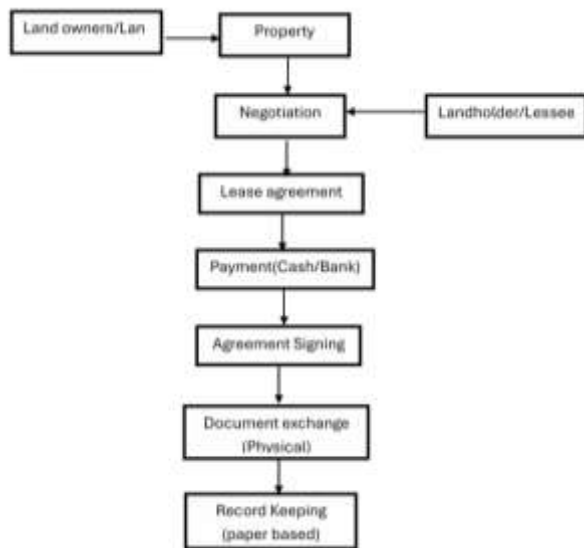 Land owners/Lan
Property
Negotiation
Landholder/Lessee
Lease agreement
Payment(Cash/Bank)
Agreement Signing
Document exchange
(Physical)
Record Keeping
(paper based)